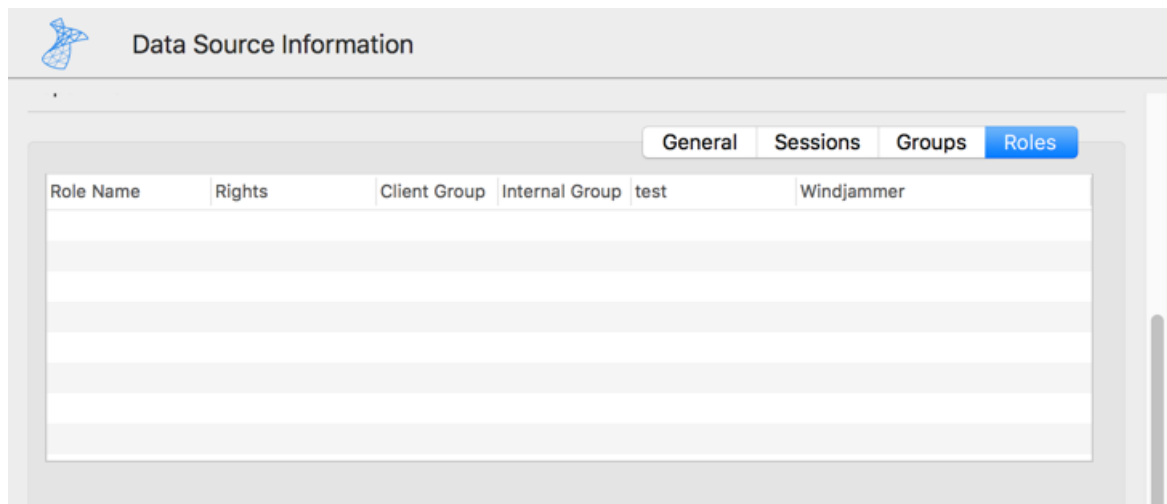 Data Source Information
General Sessions Groups Roles
Role Name Rights Client Group Internal Group test Windjammer